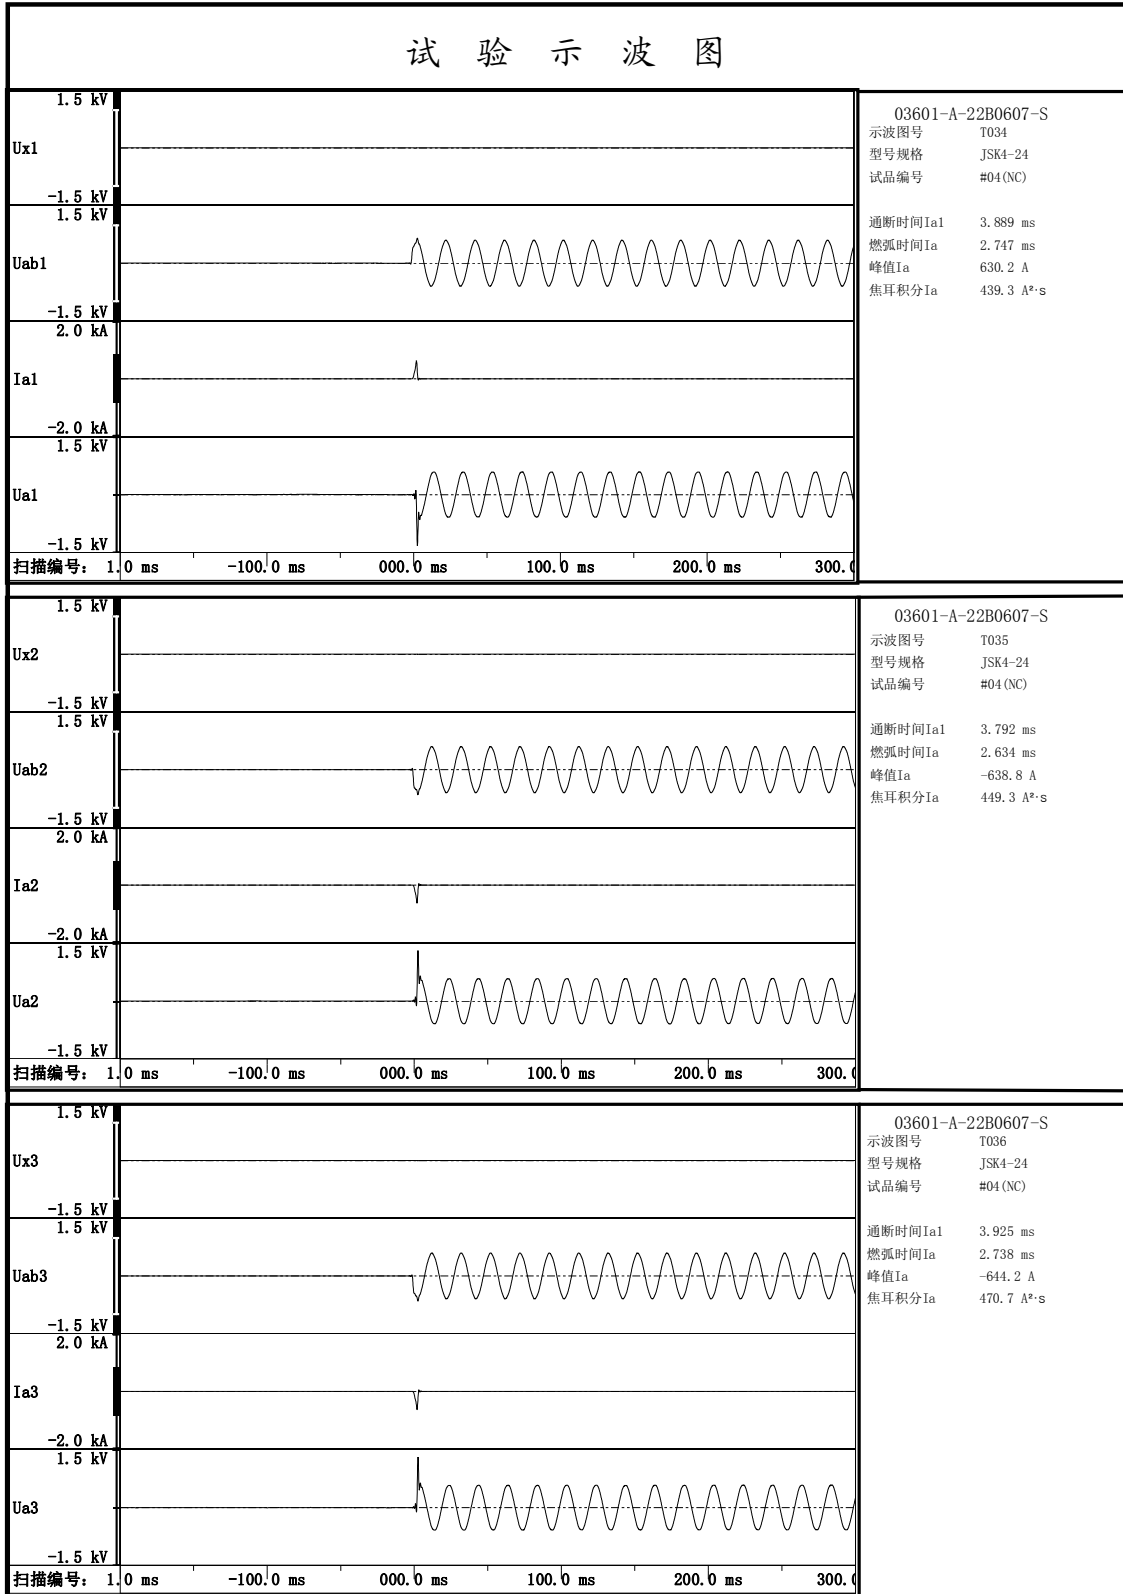 试 验 示 波 图
1.5 kV
Ux1
-1.5 kV
1.5 kV
Uab1
-1.5 kV
2.0 kA
Ia1
-2.0 kA
1.5 kV
Ua1
-1.5 kV
扫描编号: 1.0 ms -100.0 ms 000.0 ms 100.0 ms 200.0 ms 300.0
03601-A-22B0607-S
示波图号 T034
型号规格 JSK4-24
试品编号 #04(NC)
通断时间Ia1 3.889 ms
燃弧时间Ia 2.747 ms
峰值Ia 630.2 A
焦耳积分Ia 439.3 A²·s
1.5 kV
Ux2
-1.5 kV
1.5 kV
Uab2
-1.5 kV
2.0 kA
Ia2
-2.0 kA
1.5 kV
Ua2
-1.5 kV
扫描编号: 1.0 ms -100.0 ms 000.0 ms 100.0 ms 200.0 ms 300.0
03601-A-22B0607-S
示波图号 T035
型号规格 JSK4-24
试品编号 #04(NC)
通断时间Ia1 3.792 ms
燃弧时间Ia 2.634 ms
峰值Ia -638.8 A
焦耳积分Ia 449.3 A²·s
1.5 kV
Ux3
-1.5 kV
1.5 kV
Uab3
-1.5 kV
2.0 kA
Ia3
-2.0 kA
1.5 kV
Ua3
-1.5 kV
扫描编号: 1.0 ms -100.0 ms 000.0 ms 100.0 ms 200.0 ms 300.0
03601-A-22B0607-S
示波图号 T036
型号规格 JSK4-24
试品编号 #04(NC)
通断时间Ia1 3.925 ms
燃弧时间Ia 2.738 ms
峰值Ia -644.2 A
焦耳积分Ia 470.7 A²·s